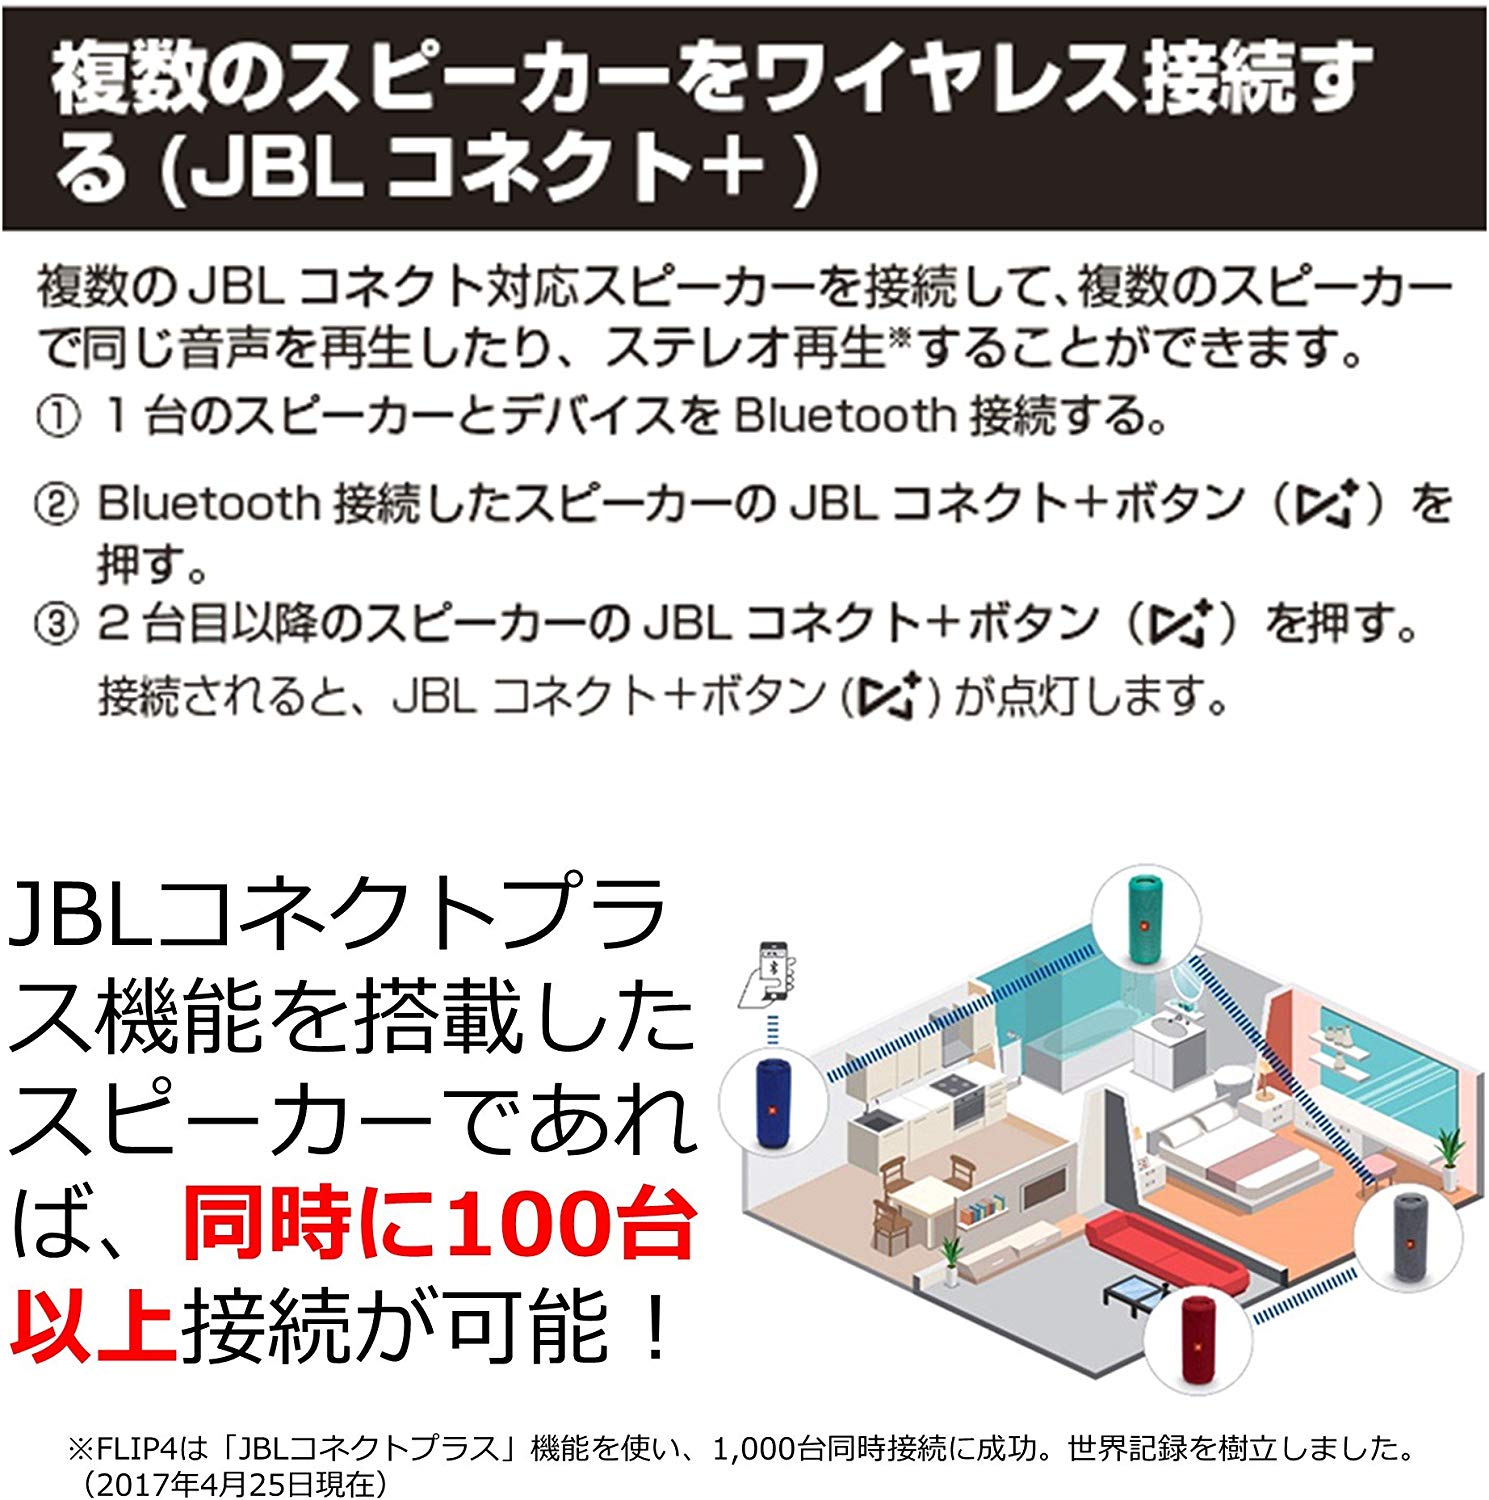 複数のスピーカーをワイヤレス接続す
る (JBL コネクト＋ )
複数の JBL コネクト対応スピーカーを接続して、複数のスピーカー
で同じ音声を再生したり、ステレオ再生※することができます。
① 1 台のスピーカーとデバイスを Bluetooth 接続する。
② Bluetooth 接続したスピーカーの JBL コネクト＋ボタン（ ）を
押す。
③ 2 台目以降のスピーカーの JBL コネクト＋ボタン（ ）を押す。
接続されると、JBL コネクト＋ボタン ( ) が点灯します。
JBLコネクトプラ
ス機能を搭載した
スピーカーであれ
ば、同時に100台
以上接続が可能！
※FLIP4は「JBLコネクトプラス」機能を使い、1,000台同時接続に成功。世界記録を樹立しました。
（2017年4月25日現在）